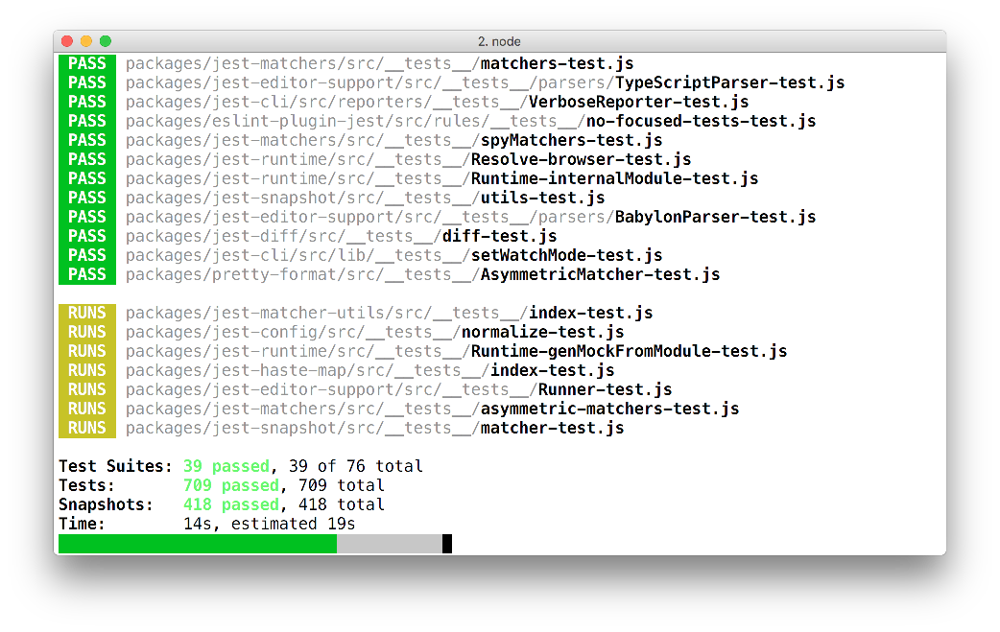 2. node
PASS packages/jest-matchers/src/__tests__/matchers-test.js
PASS packages/jest-editor-support/src/__tests__/parsers/TypeScriptParser-test.js
PASS packages/jest-cli/src/reporters/__tests__/VerboseReporter-test.js
PASS packages/eslint-plugin-jest/src/rules/__tests__/no-focused-tests-test.js
PASS packages/jest-matchers/src/__tests__/spyMatchers-test.js
PASS packages/jest-runtime/src/__tests__/Resolve-browser-test.js
PASS packages/jest-runtime/src/__tests__/Runtime-internalModule-test.js
PASS packages/jest-snapshot/src/__tests__/utils-test.js
PASS packages/jest-editor-support/src/__tests__/parsers/BabylonParser-test.js
PASS packages/jest-diff/src/__tests__/diff-test.js
PASS packages/jest-cli/src/lib/__tests__/setWatchMode-test.js
PASS packages/pretty-format/src/__tests__/AsymmetricMatcher-test.js
RUNS packages/jest-matcher-utils/src/__tests__/index-test.js
RUNS packages/jest-config/src/__tests__/normalize-test.js
RUNS packages/jest-runtime/src/__tests__/Runtime-genMockFromModule-test.js
RUNS packages/jest-haste-map/src/__tests__/index-test.js
RUNS packages/jest-editor-support/src/__tests__/Runner-test.js
RUNS packages/jest-matchers/src/__tests__/asymmetric-matchers-test.js
RUNS packages/jest-snapshot/src/__tests__/matcher-test.js
Test Suites: 39 passed, 39 of 76 total
Tests: 709 passed, 709 total
Snapshots: 418 passed, 418 total
Time: 14s, estimated 19s